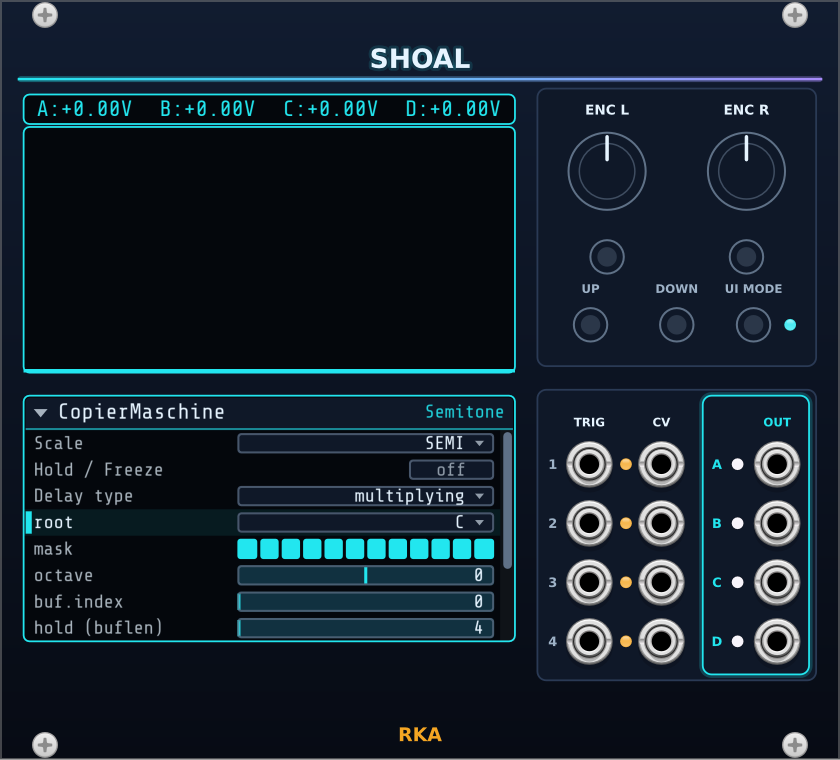 SHOAL
A:+0.00V B:+0.00V C:+0.00V D:+0.00V
ENC L ENC R
UP DOWN UI MODE
CopierMaschine Semitone
Scale SEMI
Hold / Freeze off
Delay type multiplying
root C
mask
octave 0
buf.index 0
hold (buflen) 4
TRIG CV OUT
1 A
2 B
3 C
4 D
RKA